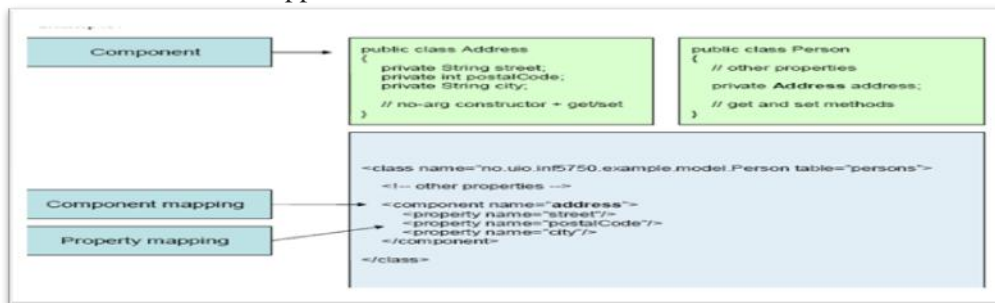 Component
public class Address
{
private String street;
private int postalCode;
private String city;
// no-arg constructor + get/set
}
public class Person
{
// other properties
private Address address;
// get and set methods
}
<class name="no.uio.inf5750.example.model.Person table="persons">
<!-- other properties -->
Component mapping
<component name="address">
<property name="street"/>
<property name="postalCode"/>
<property name="city"/>
Property mapping
</component>
</class>